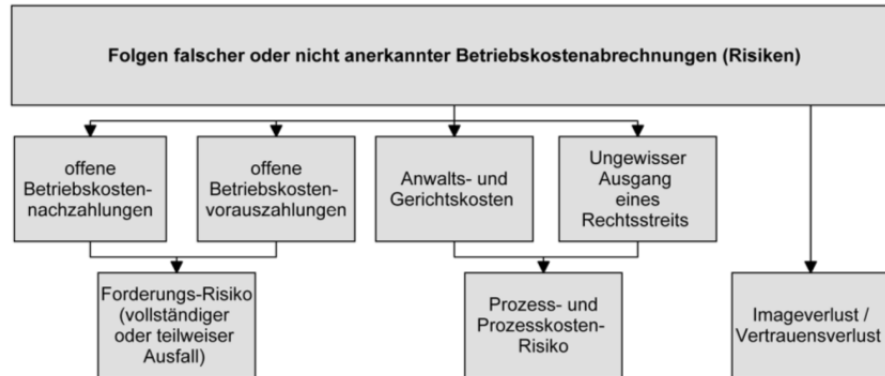 Folgen falscher oder nicht anerkannter Betriebskostenabrechnungen (Risiken)
offene
Betriebskosten-
nachzahlungen
offene
Betriebskosten-
vorauszahlungen
Anwalts- und
Gerichtskosten
Ungewisser
Ausgang
eines
Rechtsstreits
Forderungs-Risiko
(vollständiger
oder teilweiser
Ausfall)
Prozess- und
Prozesskosten-
Risiko
Imageverlust /
Vertrauensverlust